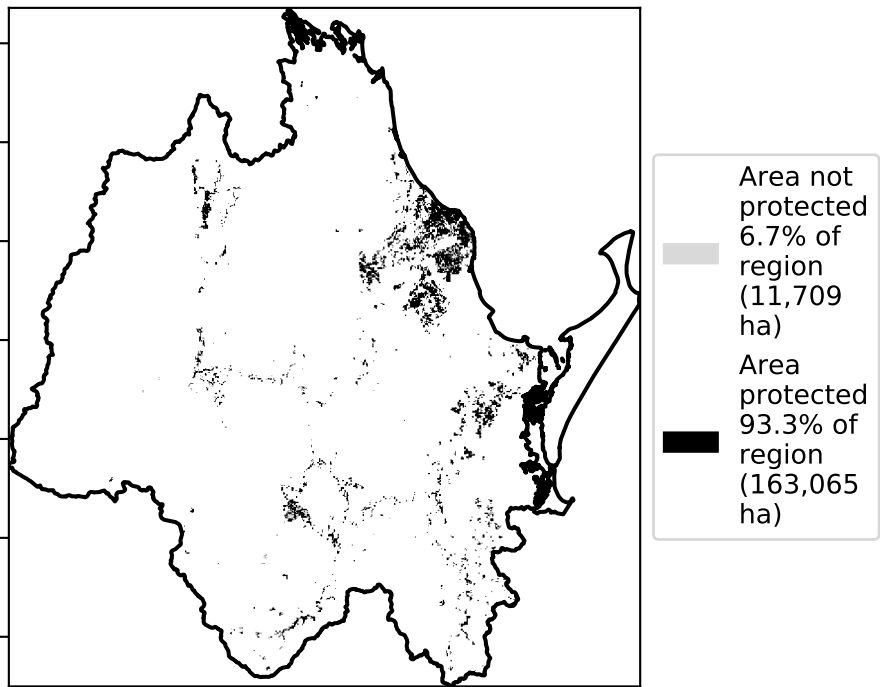 Area not
protected
6.7% of
region
(11,709
ha)
Area
protected
93.3% of
region
(163,065
ha)